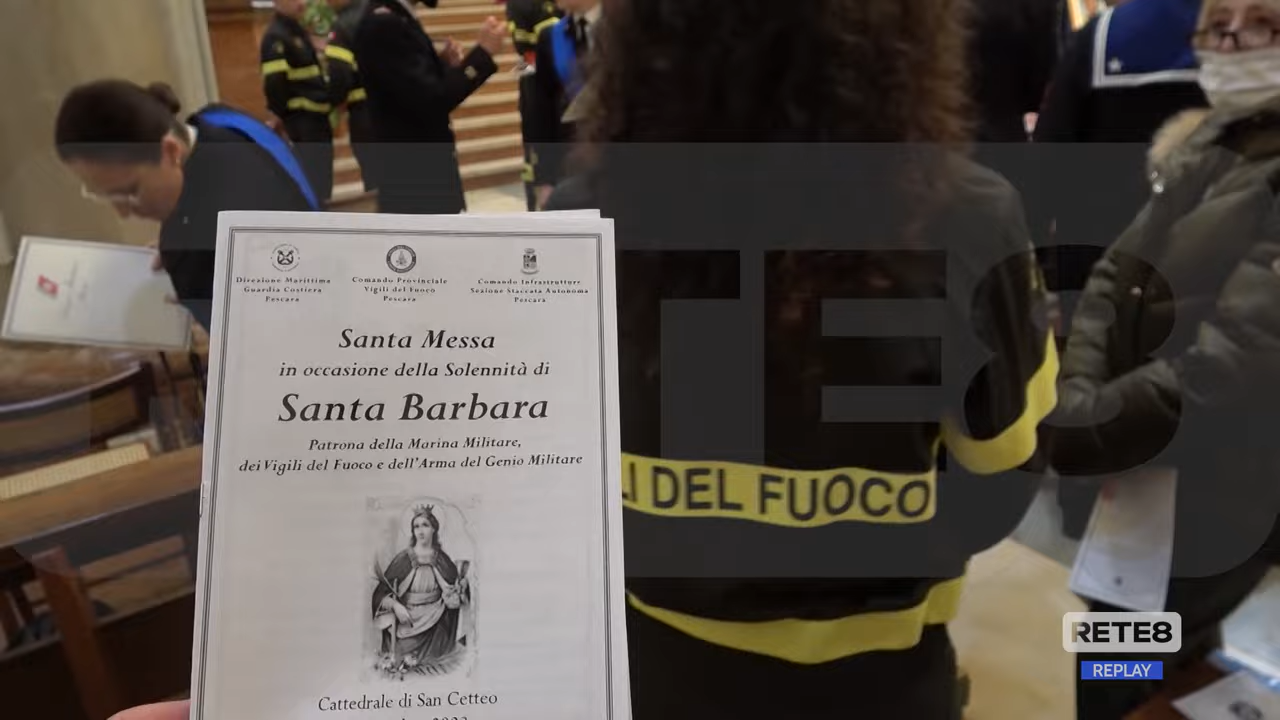 Direzione Marittima
Guardia Costiera
Pescara
Comando Provinciale
Vigili del Fuoco
Pescara
Comando Infrastrutture
Sezione Staccata Autonoma
Pescara
Santa Messa
in occasione della Solennità di
Santa Barbara
Patrona della Marina Militare,
dei Vigili del Fuoco e dell'Arma del Genio Militare
Cattedrale di San Cetteo
LI DEL FUOCO
RETE8
REPLAY